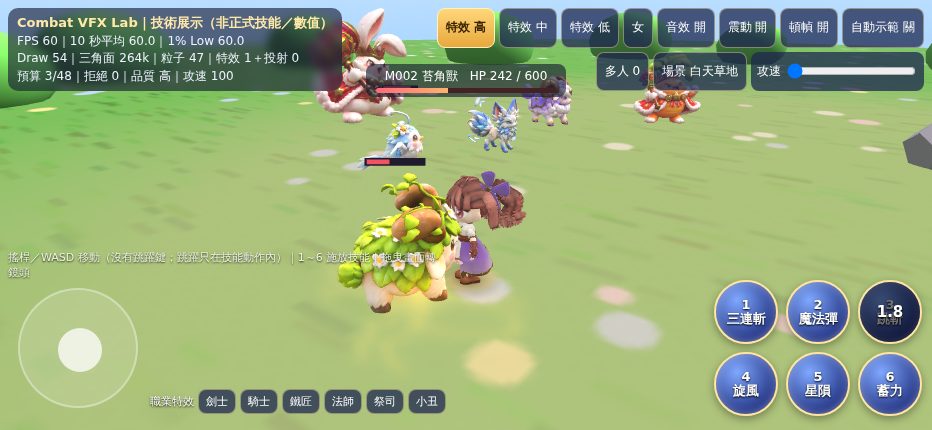 Combat VFX Lab｜技術展示（非正式技能／數值）
FPS 60｜10 秒平均 60.0｜1% Low 60.0
Draw 54｜三角面 264k｜粒子 47｜特效 1＋投射 0
預算 3/48｜拒絕 0｜品質 高｜攻速 100
特效 高
特效 中
特效 低
女
音效 開
震動 開
頓幀 開
自動示範 關
多人 0
場景 白天草地
攻速
M002 苔角獸 HP 242 / 600
搖桿／WASD 移動（沒有跳躍鍵；跳躍只在技能動作內）｜1～6 施放技能｜拖曳畫面轉
鏡頭
1
三連斬
2
魔法彈
3
跳斬
1.8
4
旋風
5
星隕
6
蓄力
職業特效
劍士
騎士
鐵匠
法師
祭司
小丑